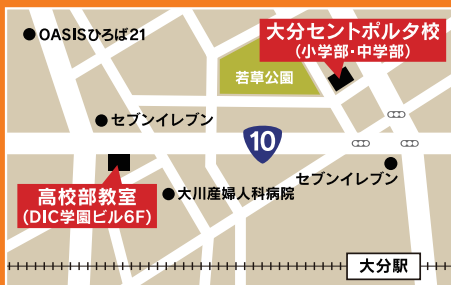 大分セントポルタ校
(小学部・中学部)
OASISひろば21
若草公園
セブンイレブン
10
セブンイレブン
高校部教室
(DIC学園ビル6F)
大川産婦人科病院
大分駅